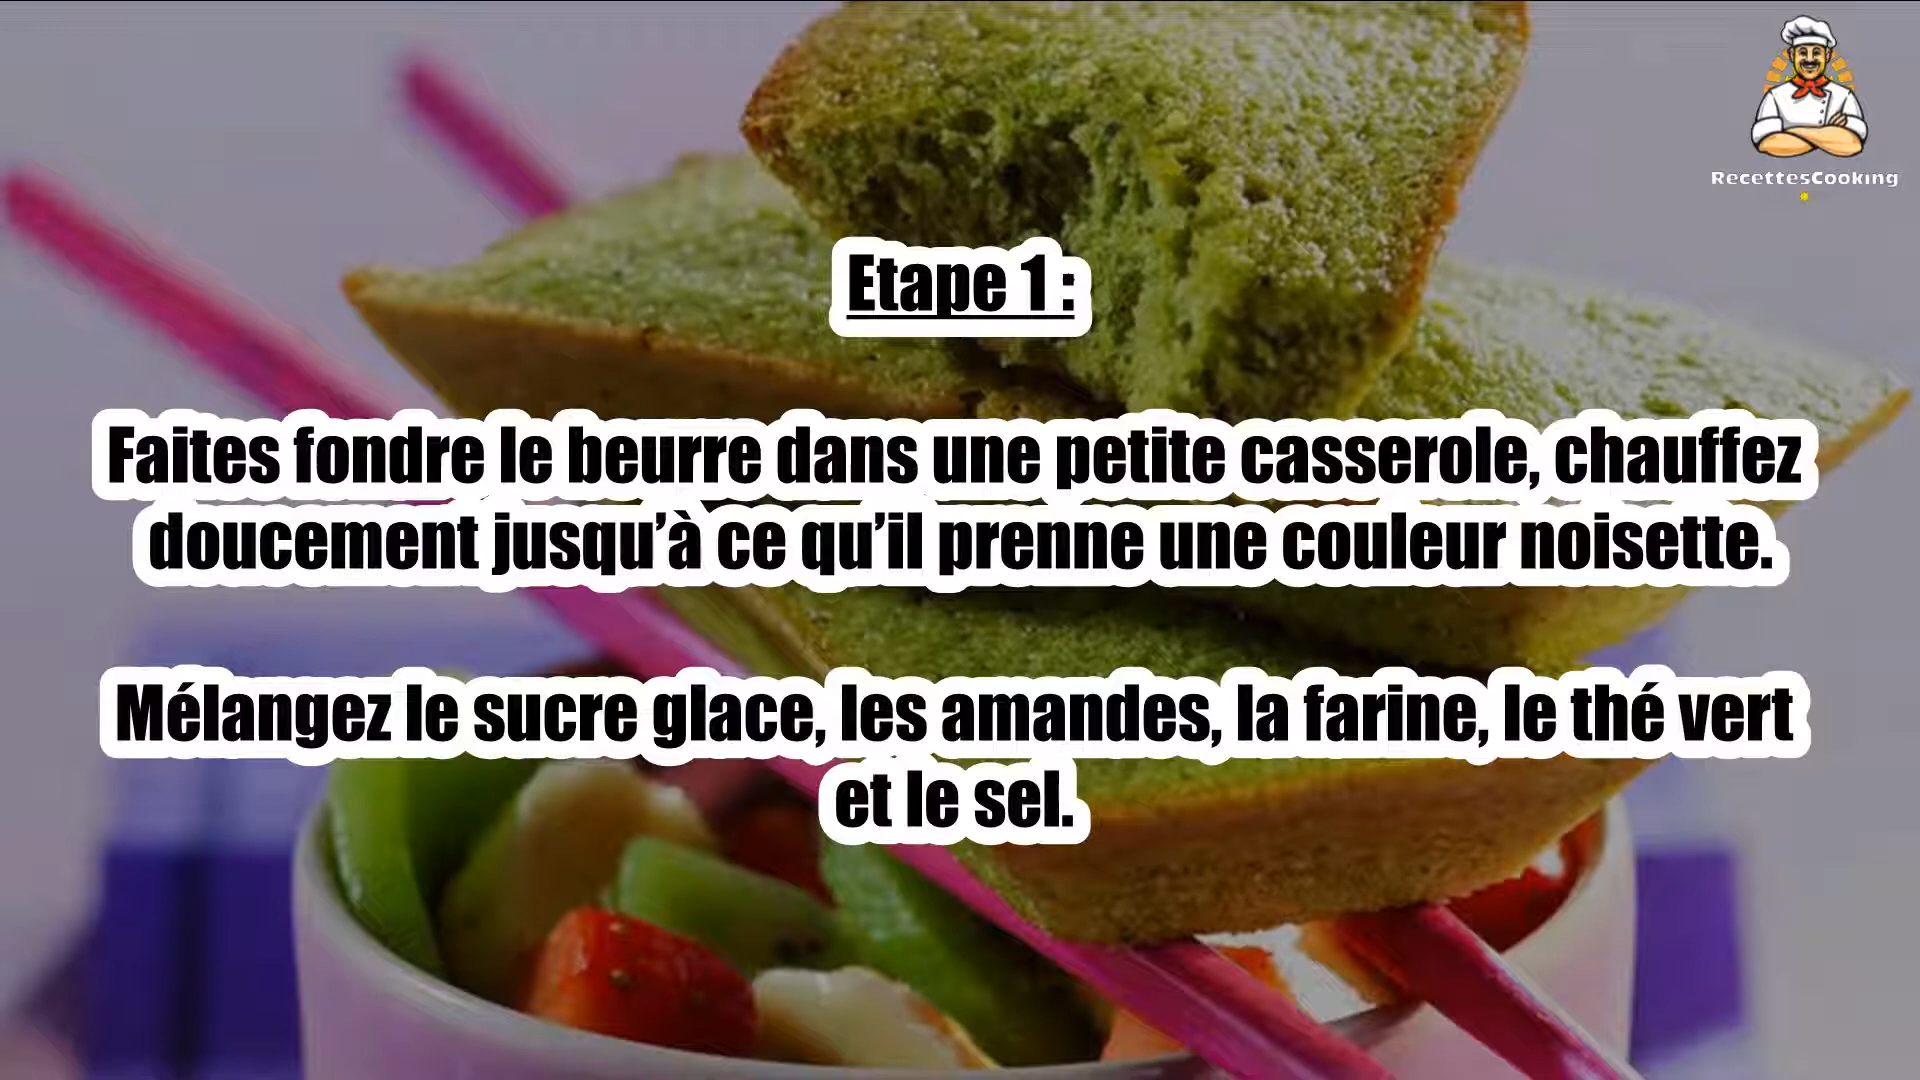 RecettesCooking
Etape 1 :
Faites fondre le beurre dans une petite casserole, chauffez
doucement jusqu’à ce qu’il prenne une couleur noisette.
Mélangez le sucre glace, les amandes, la farine, le thé vert
et le sel.